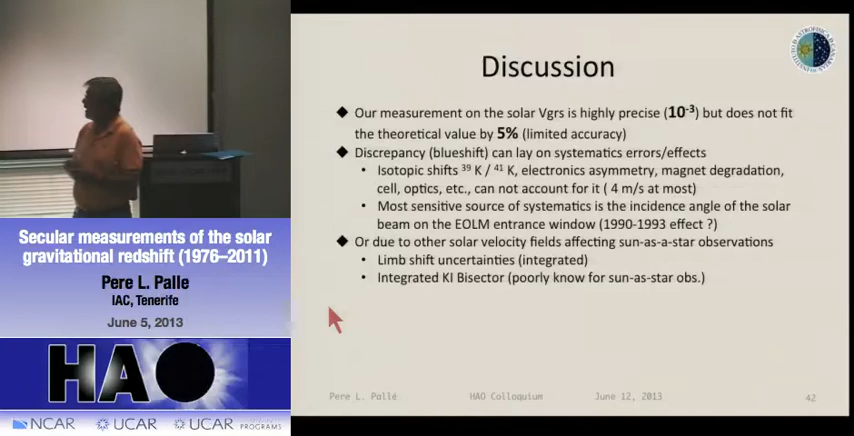 Discussion
◆ Our measurement on the solar Vgrs is highly precise (10⁻³) but does not fit
the theoretical value by 5% (limited accuracy)
◆ Discrepancy (blueshift) can lay on systematics errors/effects
• Isotopic shifts ³⁹ K / ⁴¹ K, electronics asymmetry, magnet degradation,
cell, optics, etc., can not account for it ( 4 m/s at most)
• Most sensitive source of systematics is the incidence angle of the solar
beam on the EOLM entrance window (1990-1993 effect ?)
◆ Or due to other solar velocity fields affecting sun-as-a-star observations
• Limb shift uncertainties (integrated)
• Integrated KI Bisector (poorly know for sun-as-star obs.)
Pere L. Pallé HAO Colloquium June 12, 2013 42
Secular measurements of the solar
gravitational redshift (1976–2011)
Pere L. Palle
IAC, Tenerife
June 5, 2013
HAO
NCAR UCAR UCAR
PROGRAMS